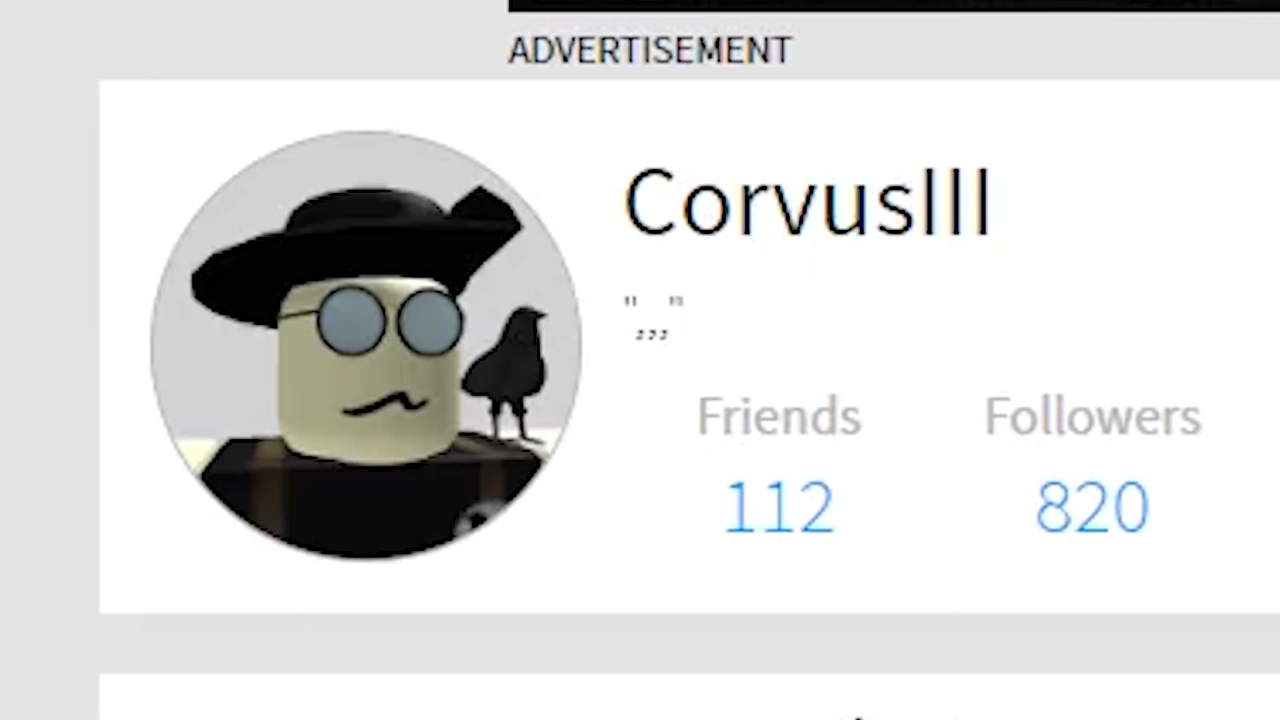 ADVERTISEMENT
CorvusIII
" "
,,,
Friends Followers
112 820